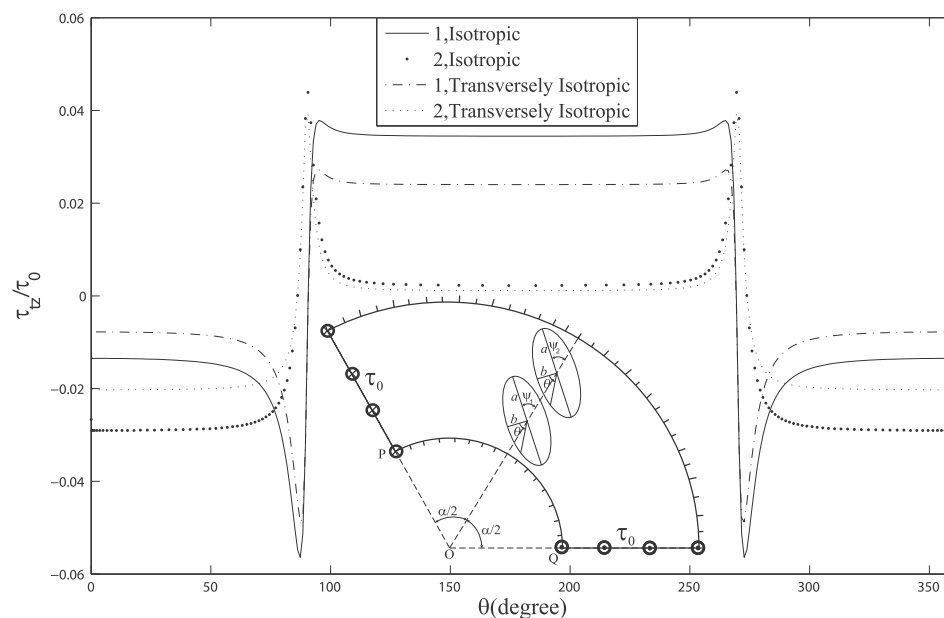 0.06
0.04
0.02
0
−0.02
−0.04
−0.06
τtz/τ0
1,Isotropic
2,Isotropic
1,Transversely Isotropic
2,Transversely Isotropic
τ0
a ψ2
b
θ
a ψ1
b
θ
P
α/2
α/2
O
Q
τ0
0 50 100 150 200 250 300 350
θ(degree)